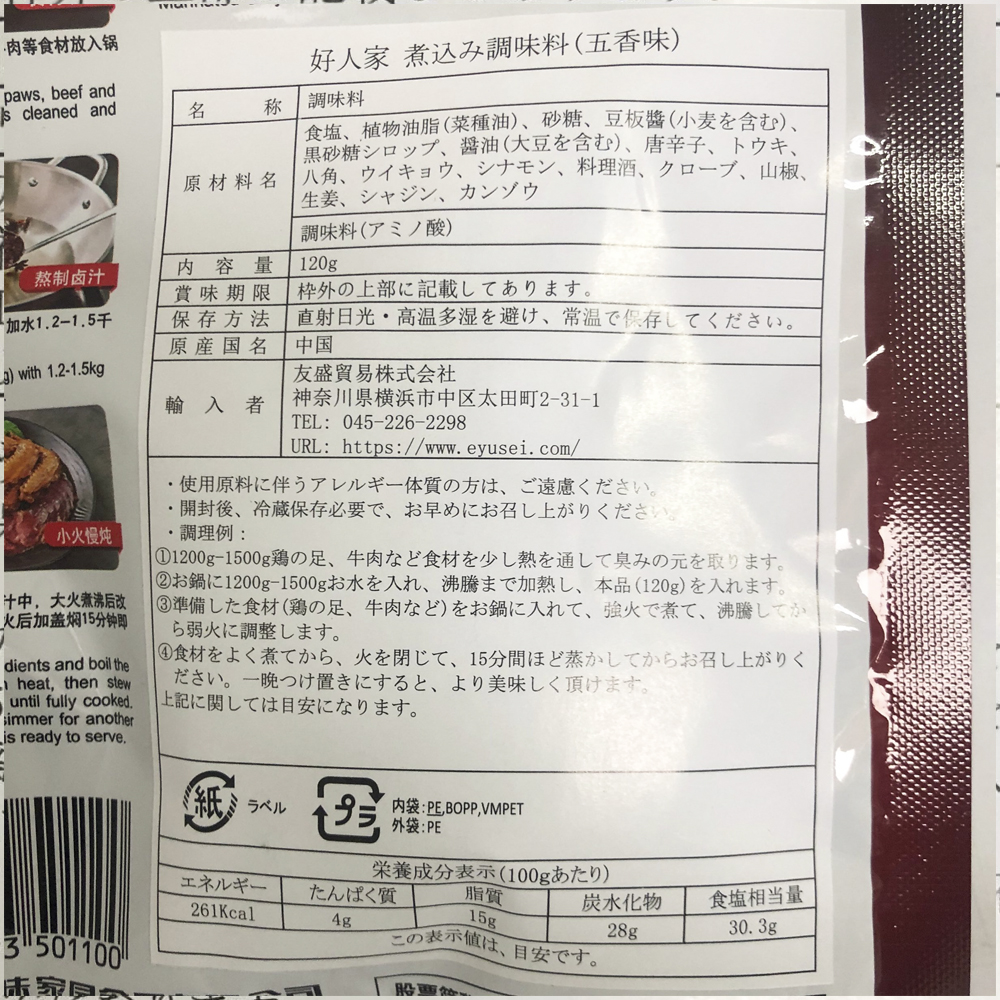 好人家 煮込み調味料(五香味)
名称 調味料
原材料名 食塩、植物油脂(菜種油)、砂糖、豆板醬(小麦を含む)、
黒砂糖シロップ、醤油(大豆を含む)、唐辛子、トウキ、
八角、ウイキョウ、シナモン、料理酒、クローブ、山椒、
生姜、シャジン、カンゾウ
調味料(アミノ酸)
内容量 120g
賞味期限 枠外の上部に記載してあります。
保存方法 直射日光・高温多湿を避け、常温で保存してください。
原産国名 中国
輸入者 友盛貿易株式会社
神奈川県横浜市中区太田町2-31-1
TEL: 045-226-2298
URL: https://www.eyusei.com/
・使用原料に伴うアレルギー体質の方は、ご遠慮ください。
・開封後、冷蔵保存必要で、お早めにお召し上がりください。
・調理例:
①1200g-1500g鶏の足、牛肉など食材を少し熱を通して臭みの元を取ります。
②お鍋に1200g-1500gお水を入れ、沸騰まで加熱し、本品(120g)を入れます。
③準備した食材(鶏の足、牛肉など)をお鍋に入れて、強火で煮て、沸騰してか
ら弱火に調整します。
④食材をよく煮てから、火を閉じて、15分間ほど蒸かしてからお召し上がりく
ださい。一晩つけ置きにすると、より美味しく頂けます。
上記に関しては目安になります。
紙 ラベル
プラ 内袋:PE,BOPP,VMPET
外袋:PE
栄養成分表示(100gあたり)
エネルギー たんぱく質 脂質 炭水化物 食塩相当量
261Kcal 4g 15g 28g 30.3g
この表示値は、目安です。
肉等食材放入锅
paws, beef and
cleaned and
熬制卤汁
加水1.2-1.5千
with 1.2-1.5kg
小火慢炖
汁中，大火煮沸后改
火后加盖焖15分钟即
dients and boil the
heat, then stew
until fully cooked.
simmer for another
is ready to serve.
3 501100